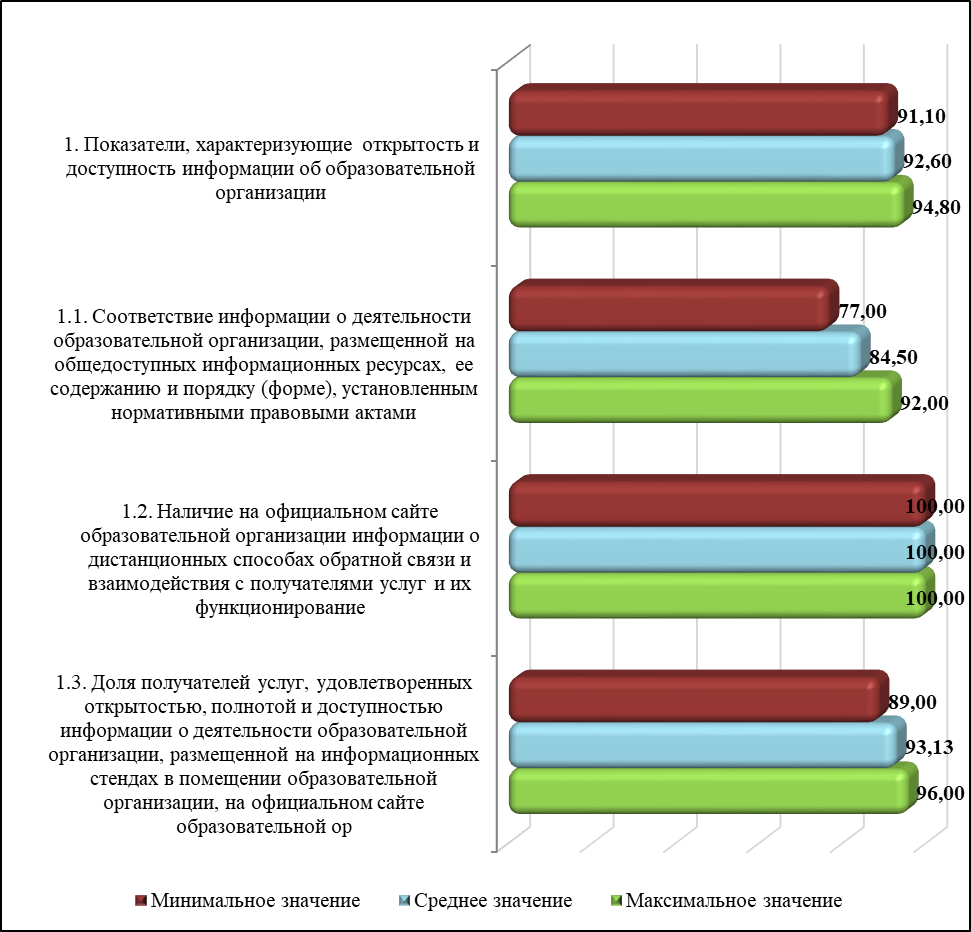 1. Показатели, характеризующие открытость и
доступность информации об образовательной
организации
91,10
92,60
94,80
1.1. Соответствие информации о деятельности
образовательной организации, размещенной на
общедоступных информационных ресурсах, ее
содержанию и порядку (форме), установленным
нормативными правовыми актами
77,00
84,50
92,00
1.2. Наличие на официальном сайте
образовательной организации информации о
дистанционных способах обратной связи и
взаимодействия с получателями услуг и их
функционирование
100,00
100,00
100,00
1.3. Доля получателей услуг, удовлетворенных
открытостью, полнотой и доступностью
информации о деятельности образовательной
организации, размещенной на информационных
стендах в помещении образовательной
организации, на официальном сайте
образовательной ор
89,00
93,13
96,00
Минимальное значение
Среднее значение
Максимальное значение